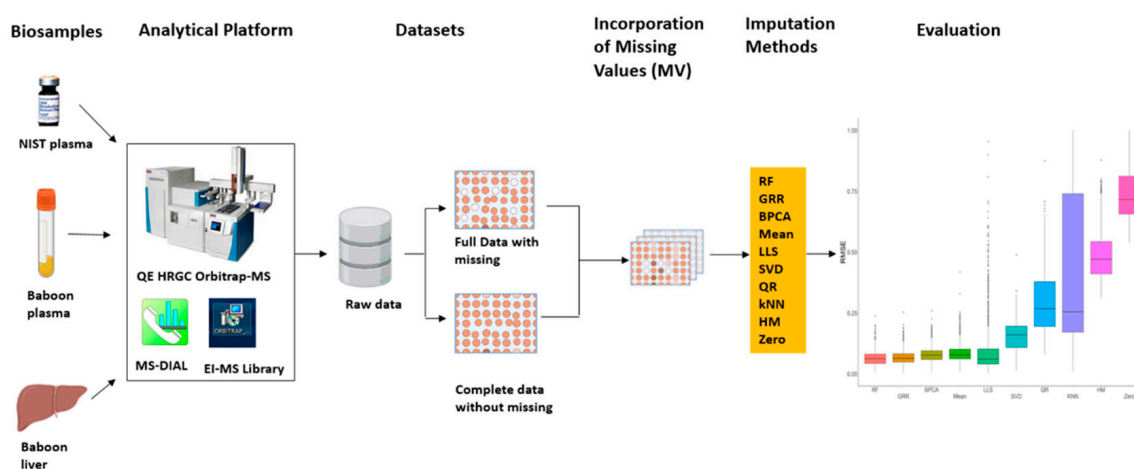 Biosamples
Analytical Platform
Datasets
Incorporation
of Missing
Values (MV)
Imputation
Methods
Evaluation
NIST plasma
Baboon
plasma
Baboon
liver
QE HRGC Orbitrap-MS
MS-DIAL
EI-MS Library
ORBITRAP_
Raw data
Full Data with
missing
Complete data
without missing
RF
GRR
BPCA
Mean
LLS
SVD
QR
kNN
HM
Zero
RMSE
1.00
0.75
0.50
0.25
0.00
RF
GRR
BPCA
Mean
LLS
SVD
QR
KNN
HM
Zero